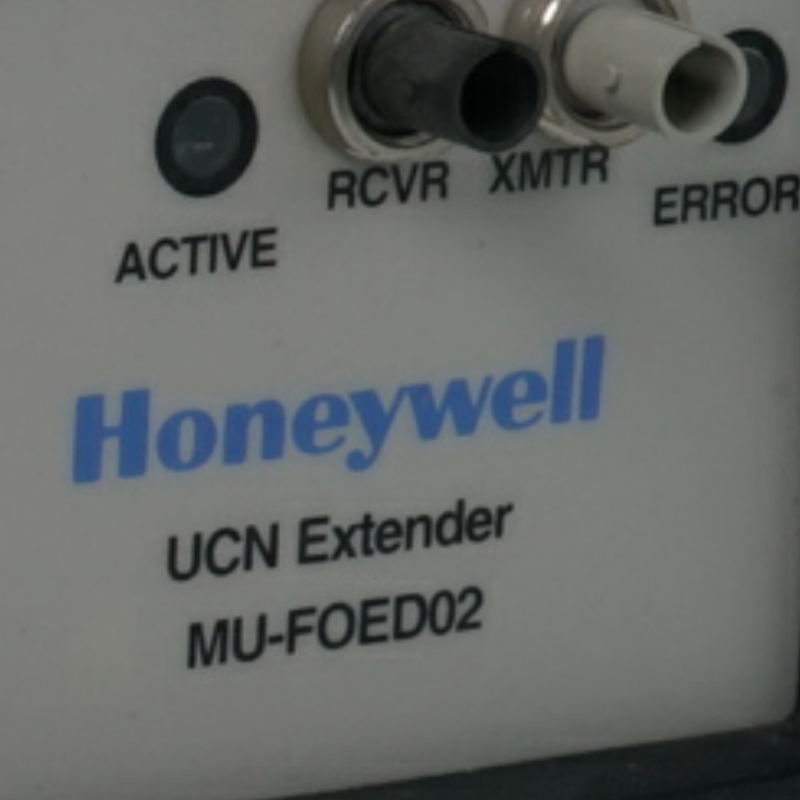 RCVR XMTR
ACTIVE ERROR
Honeywell
UCN Extender
MU-FOED02